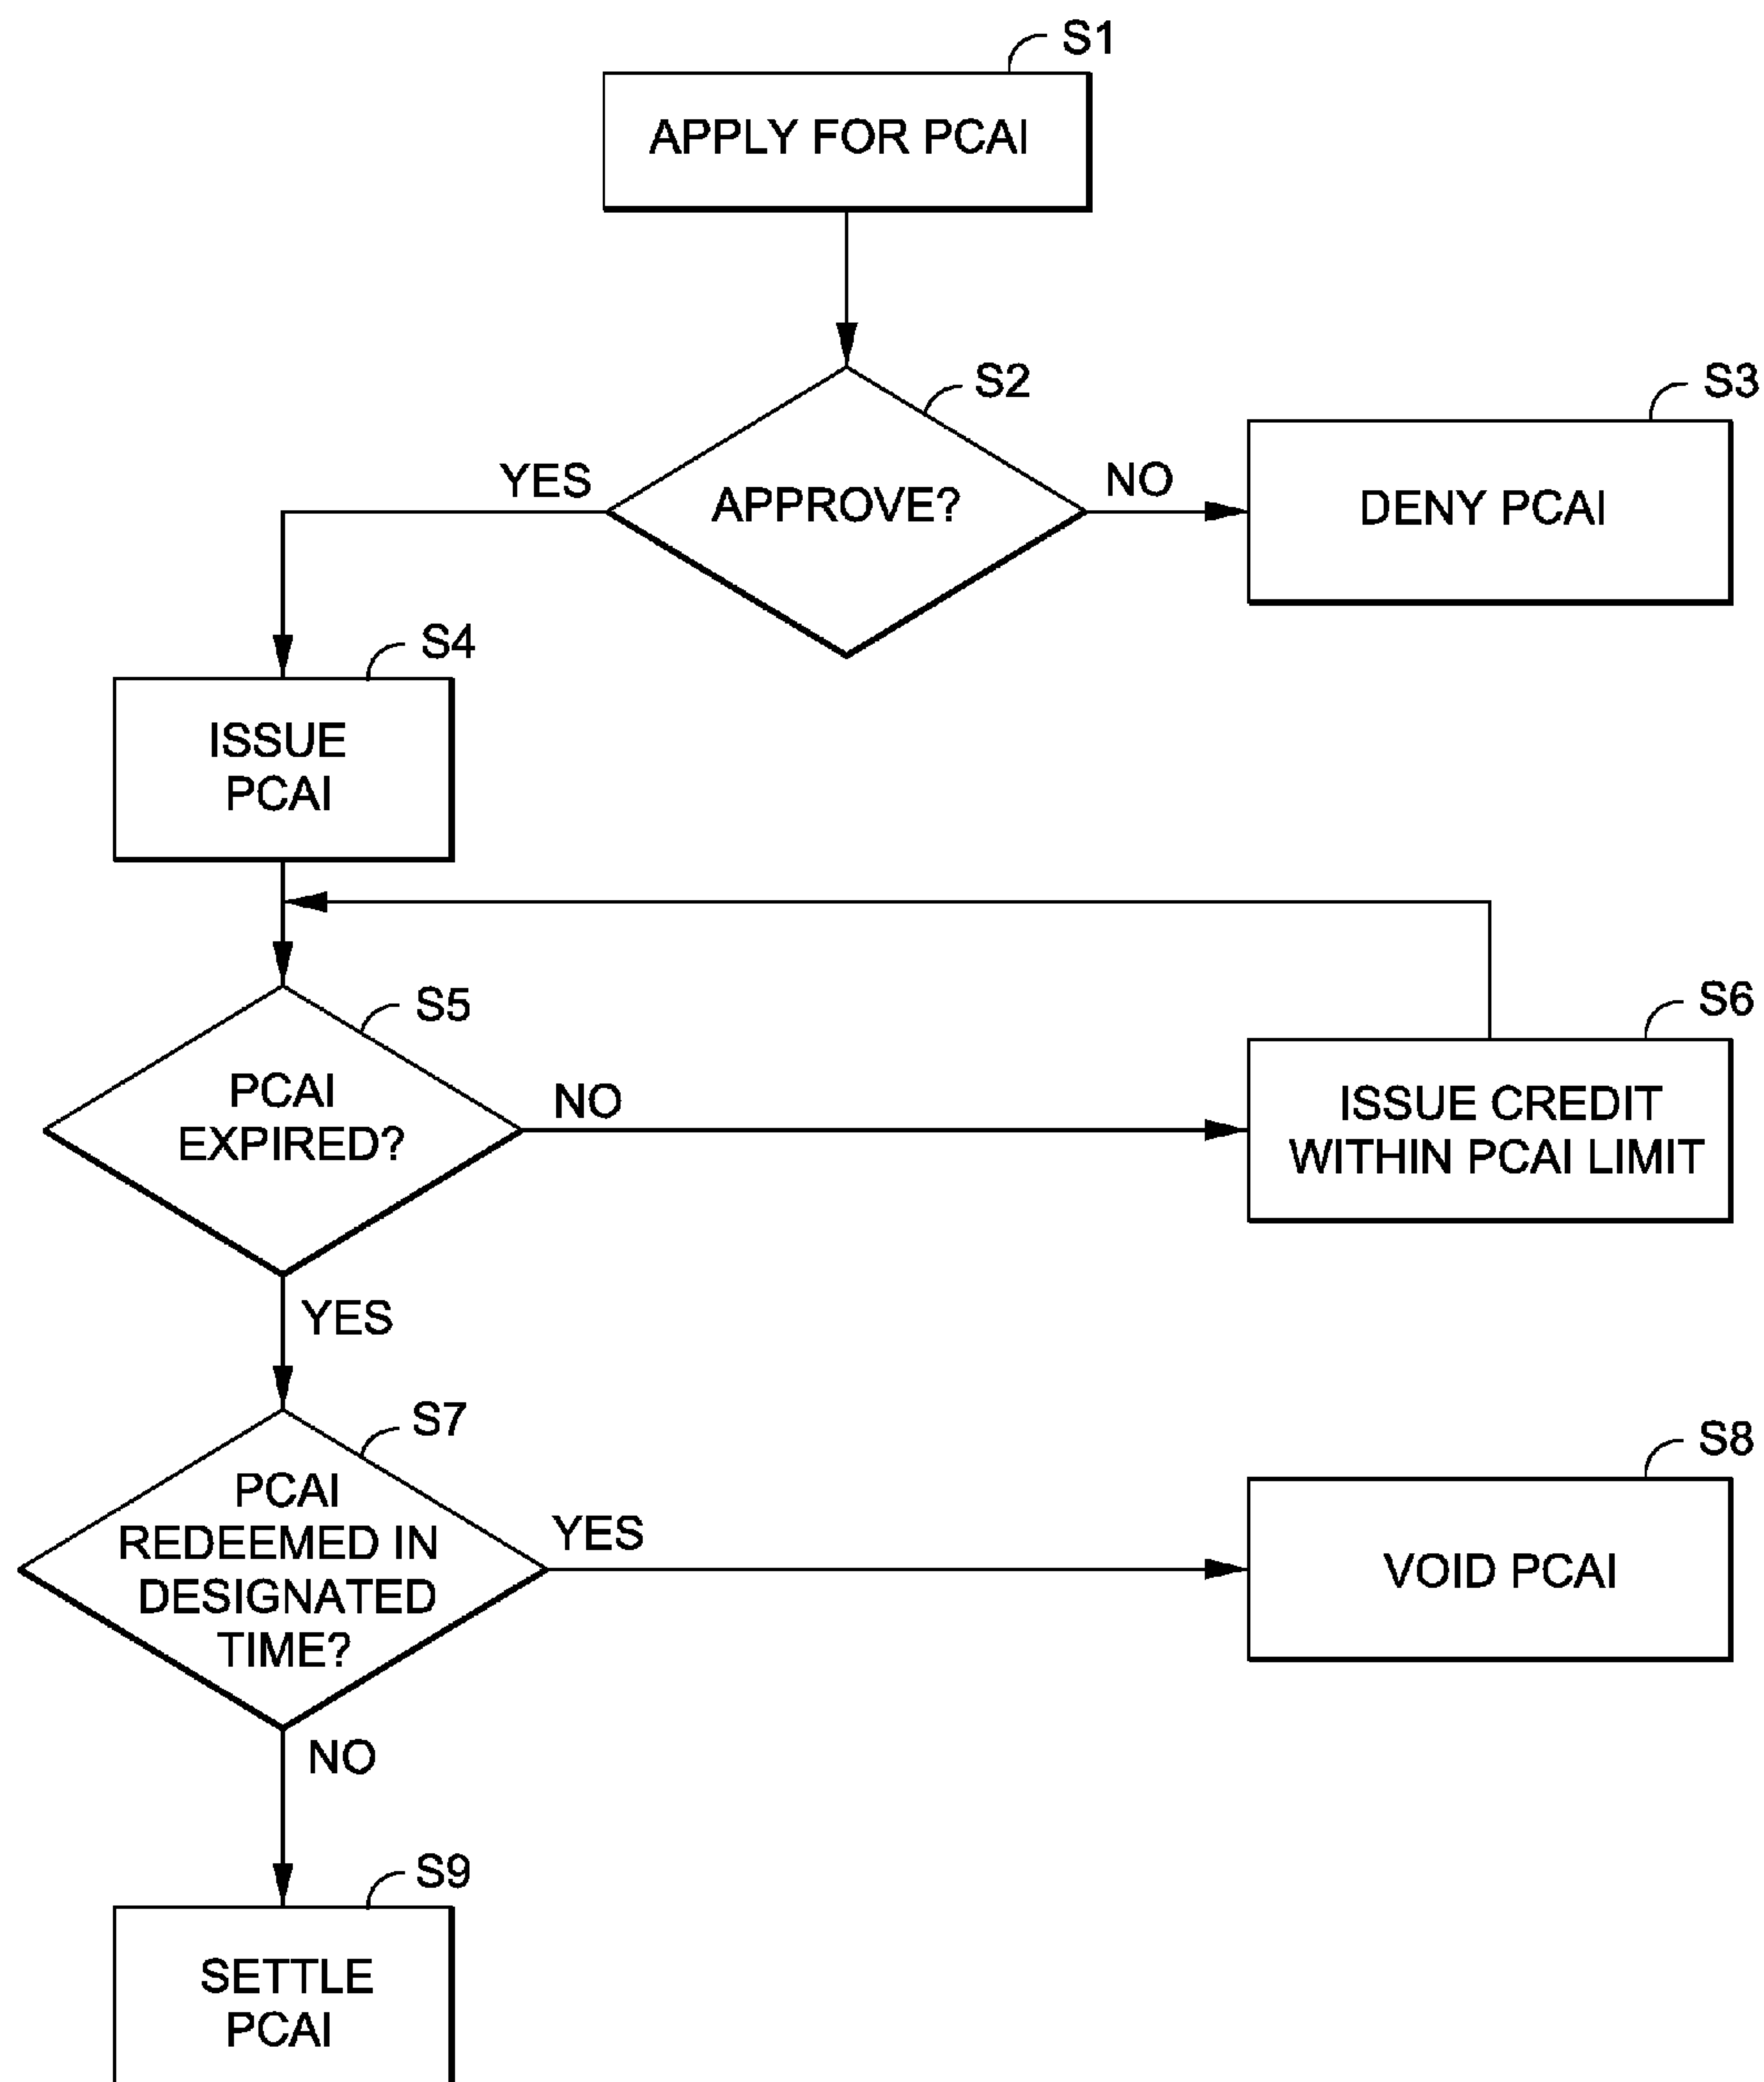 S1
APPLY FOR PCAI
S2
S3
YES
APPROVE?
NO
DENY PCAI
S4
ISSUE
PCAI
S5
S6
PCAI
EXPIRED?
NO
ISSUE CREDIT
WITHIN PCAI LIMIT
YES
S7
S8
PCAI
REDEEMED IN
DESIGNATED
TIME?
YES
VOID PCAI
NO
S9
SETTLE
PCAI